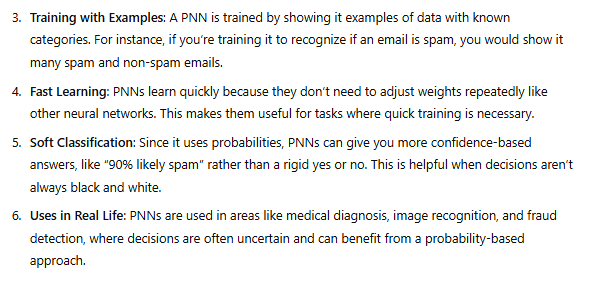 3. Training with Examples: A PNN is trained by showing it examples of data with known
categories. For instance, if you're training it to recognize if an email is spam, you would show it
many spam and non-spam emails.
4. Fast Learning: PNNs learn quickly because they don't need to adjust weights repeatedly like
other neural networks. This makes them useful for tasks where quick training is necessary.
5. Soft Classification: Since it uses probabilities, PNNs can give you more confidence-based
answers, like "90% likely spam" rather than a rigid yes or no. This is helpful when decisions aren't
always black and white.
6. Uses in Real Life: PNNs are used in areas like medical diagnosis, image recognition, and fraud
detection, where decisions are often uncertain and can benefit from a probability-based
approach.